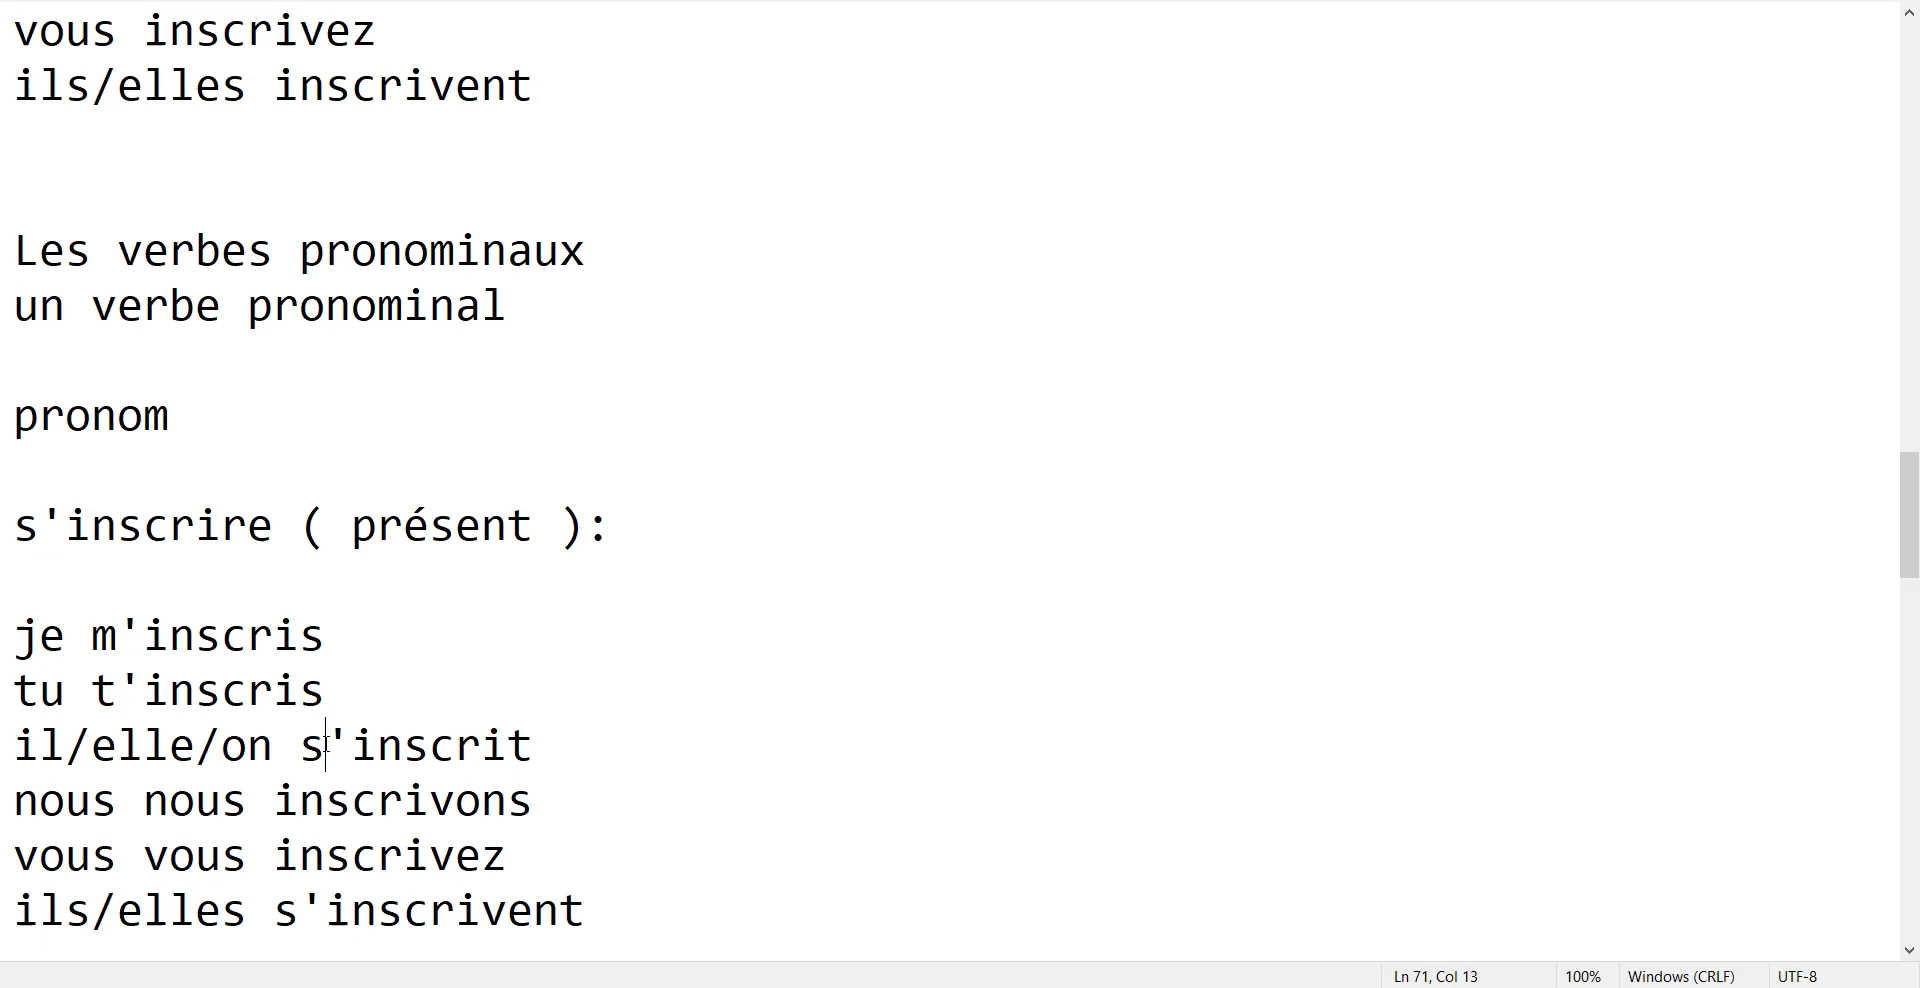 vous inscrivez
ils/elles inscrivent
Les verbes pronominaux
un verbe pronominal
pronom
s'inscrire ( présent ):
je m'inscris
tu t'inscris
il/elle/on s'inscrit
nous nous inscrivons
vous vous inscrivez
ils/elles s'inscrivent
Ln 71, Col 13 100% Windows (CRLF) UTF-8